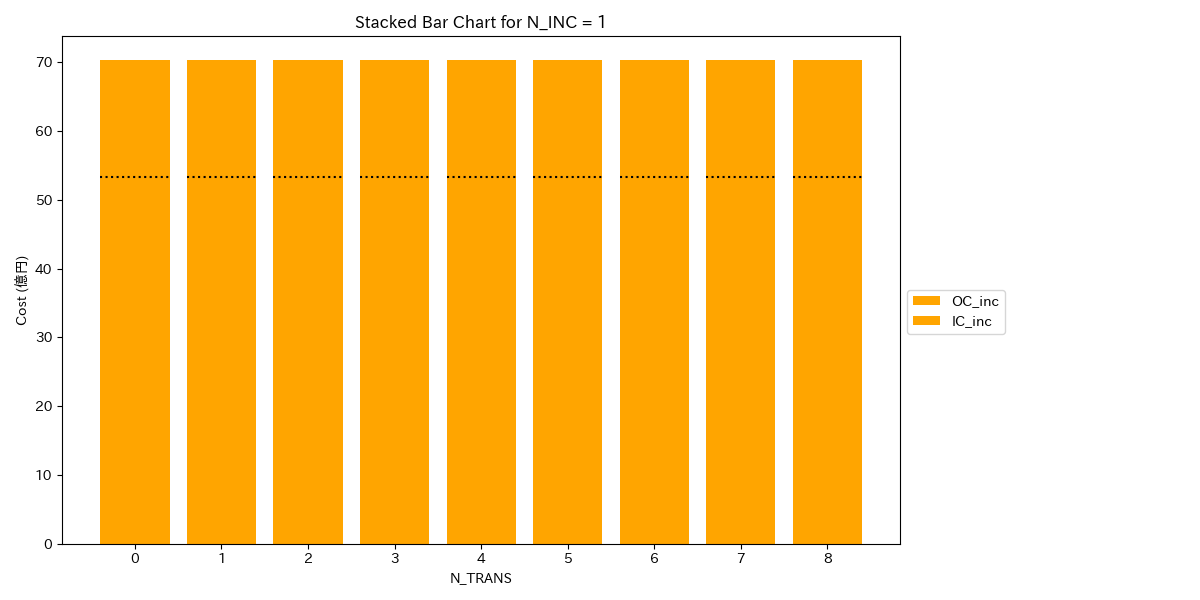 Stacked Bar Chart for N_INC = 1
70
60
50
40
30
20
10
0
Cost (億円)
0 1 2 3 4 5 6 7 8
N_TRANS
OC_inc
IC_inc